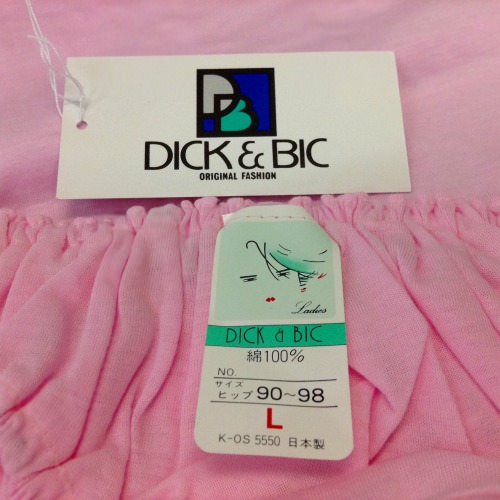 DB
DICK & BIC
ORIGINAL FASHION
Ladies
DICK & BIC
綿100%
NO.
サイズ
ヒップ 90～98
L
K-OS 5550 日本製